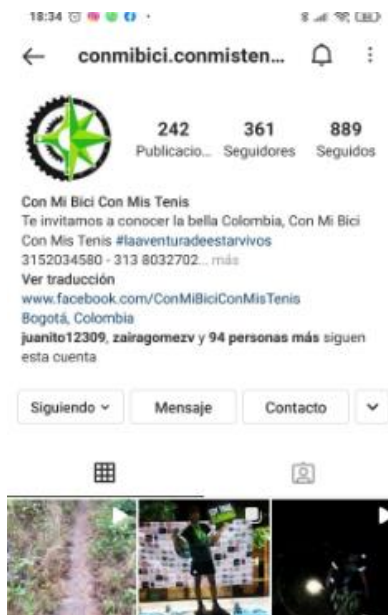 18:34
conmibici.conmisten...
242 361 889
Publicacio... Seguidores Seguidos
Con Mi Bici Con Mis Tenis
Te invitamos a conocer la bella Colombia, Con Mi Bici
Con Mis Tenis #laaventuradeestarvivos
3152034580 - 313 8032702... más
Ver traducción
www.facebook.com/ConMiBiciConMisTenis
Bogotá, Colombia
juanito12309, zairagomezv y 94 personas más siguen
esta cuenta
Siguiendo Mensaje Contacto